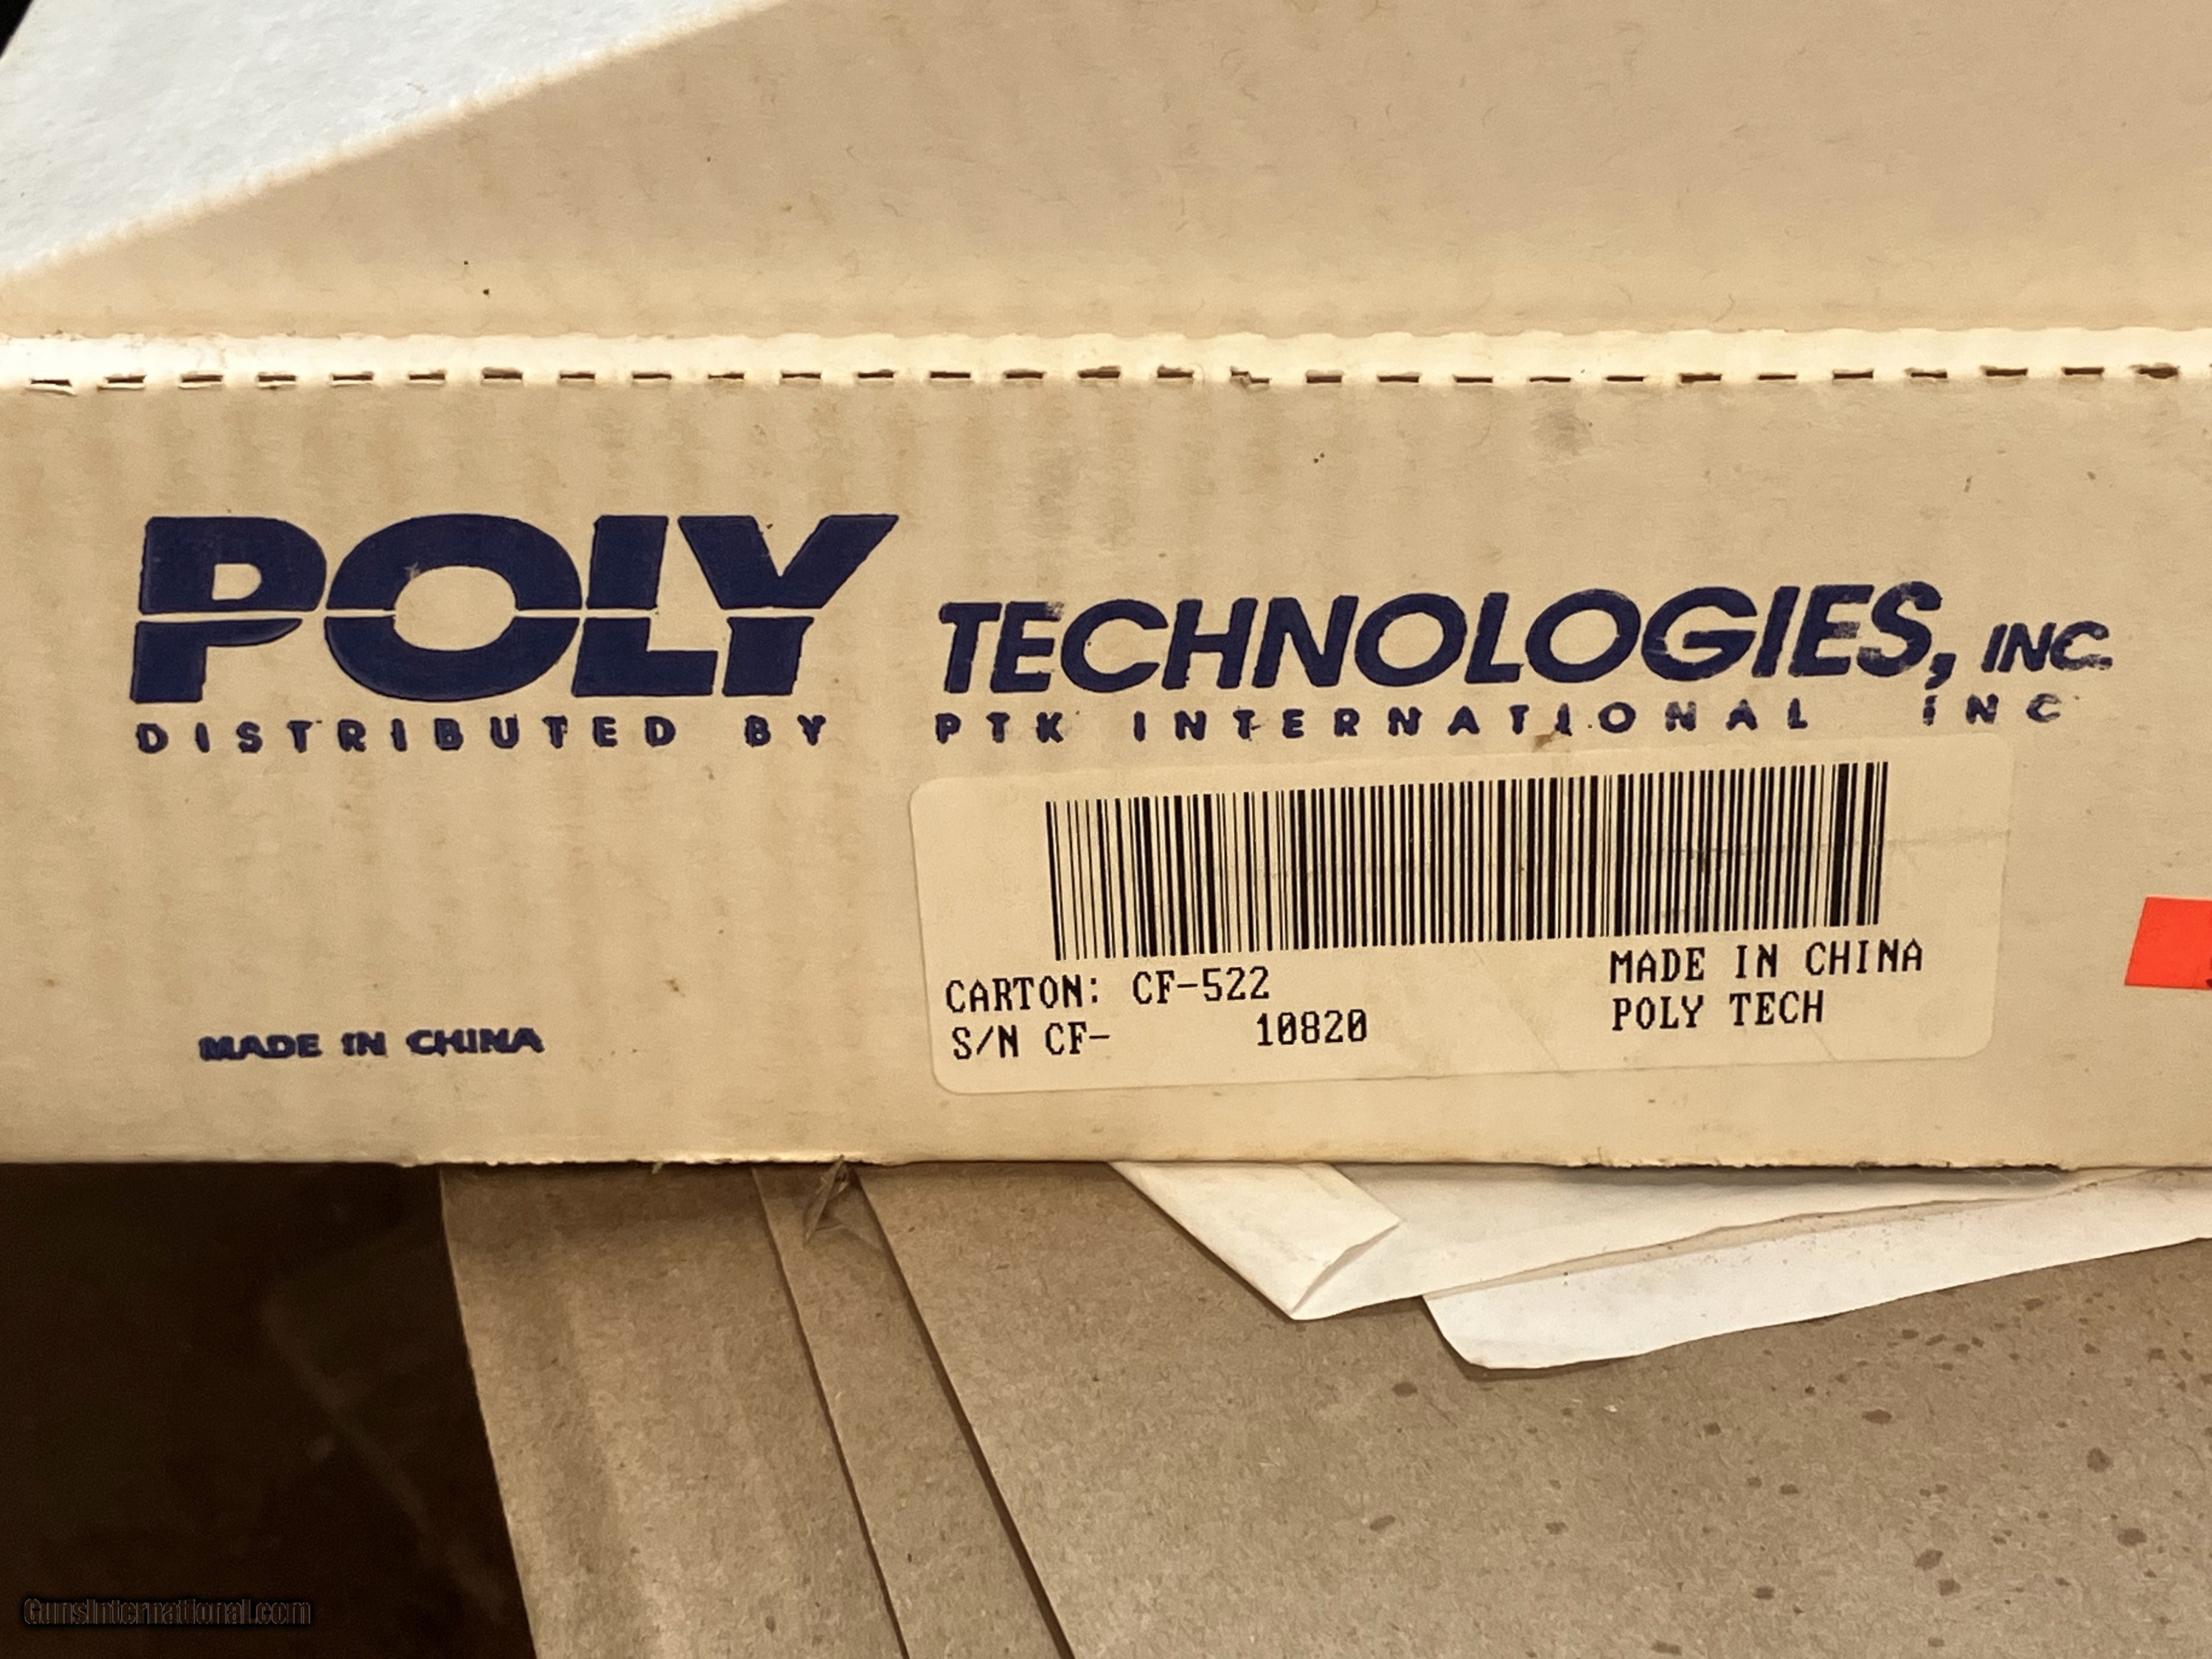 POLY TECHNOLOGIES, INC.
DISTRIBUTED BY PTK INTERNATIONAL INC
CARTON: CF-522
S/N CF- 10820
MADE IN CHINA
POLY TECH
MADE IN CHINA
GunsInternational.com